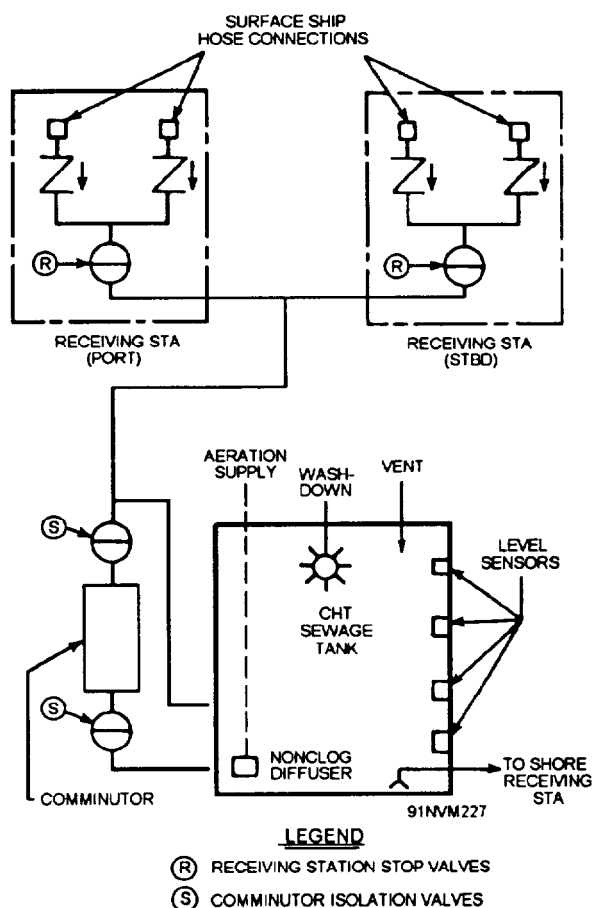 SURFACE SHIP
HOSE CONNECTIONS
R
R
RECEIVING STA
(PORT)
RECEIVING STA
(STBD)
AERATION
SUPPLY
WASH-
DOWN
VENT
LEVEL
SENSORS
S
CHT
SEWAGE
TANK
S
NONCLOG
DIFFUSER
TO SHORE
RECEIVING
STA
COMMINUTOR
91NVM227
LEGEND
R RECEIVING STATION STOP VALVES
S COMMINUTOR ISOLATION VALVES